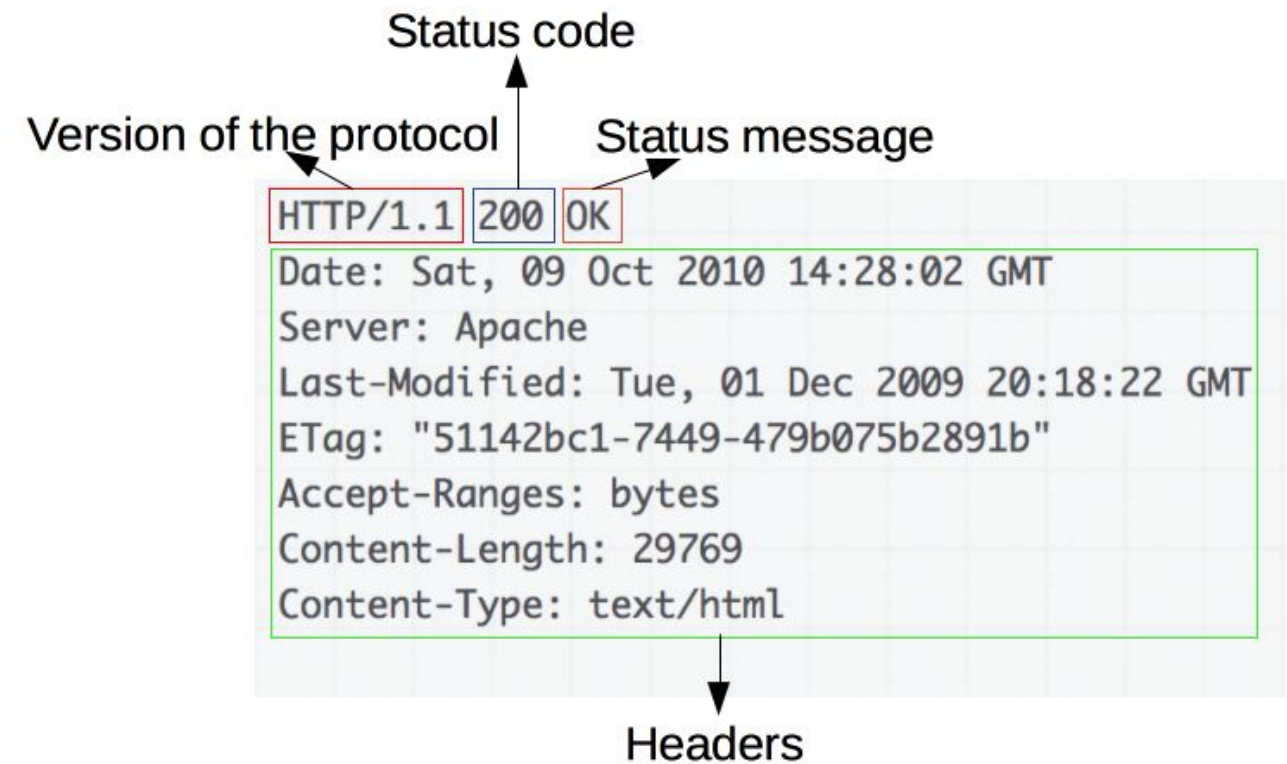 Status code
Version of the protocol
Status message
HTTP/1.1 200 OK
Date: Sat, 09 Oct 2010 14:28:02 GMT
Server: Apache
Last-Modified: Tue, 01 Dec 2009 20:18:22 GMT
ETag: "51142bc1-7449-479b075b2891b"
Accept-Ranges: bytes
Content-Length: 29769
Content-Type: text/html
Headers